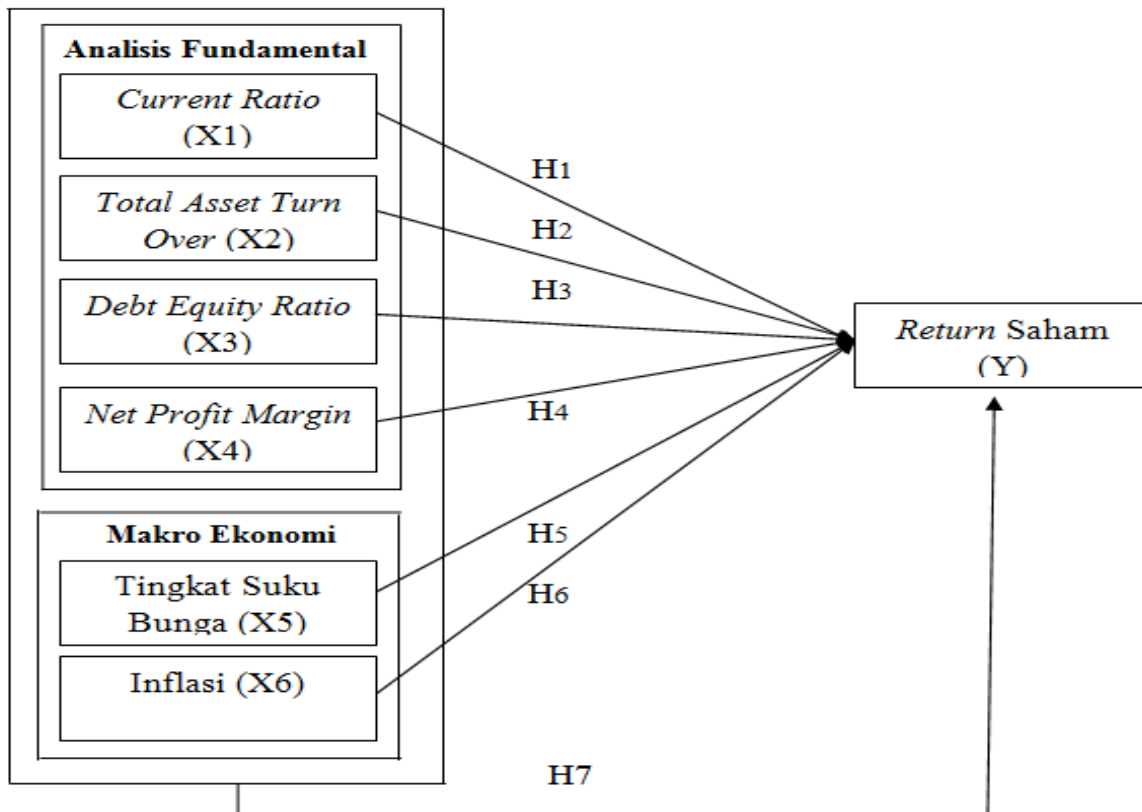 Analisis Fundamental
Current Ratio
(X1)
Total Asset Turn
Over (X2)
Debt Equity Ratio
(X3)
Net Profit Margin
(X4)
Makro Ekonomi
Tingkat Suku
Bunga (X5)
Inflasi (X6)
H1
H2
H3
H4
H5
H6
H7
Return Saham
(Y)